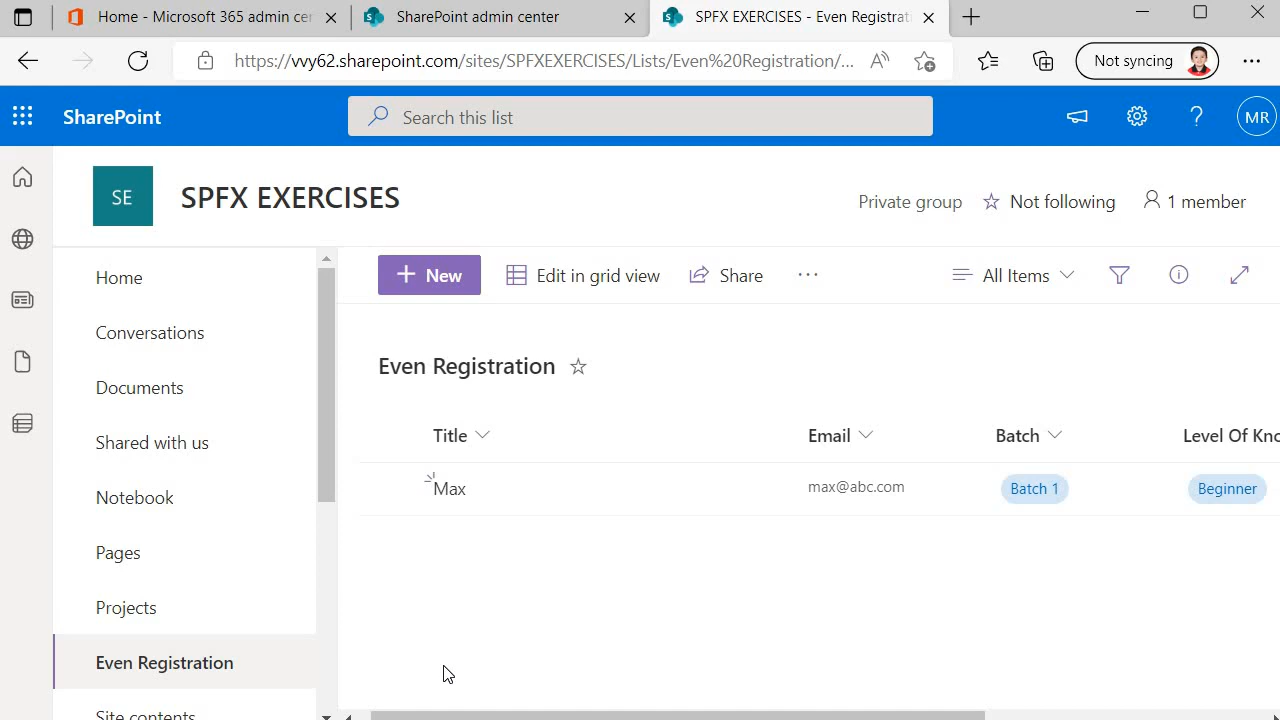 Home - Microsoft 365 admin cer
SharePoint admin center
SPFX EXERCISES - Even Registrati
https://vvy62.sharepoint.com/sites/SPFXEXERCISES/Lists/Even%20Registration/...
Not syncing
SharePoint
Search this list
MR
SE
SPFX EXERCISES
Private group
Not following
1 member
Home
Conversations
Documents
Shared with us
Notebook
Pages
Projects
Even Registration
Site contents
New
Edit in grid view
Share
All Items
Even Registration
Title
Email
Batch
Level Of Kno
Max
max@abc.com
Batch 1
Beginner